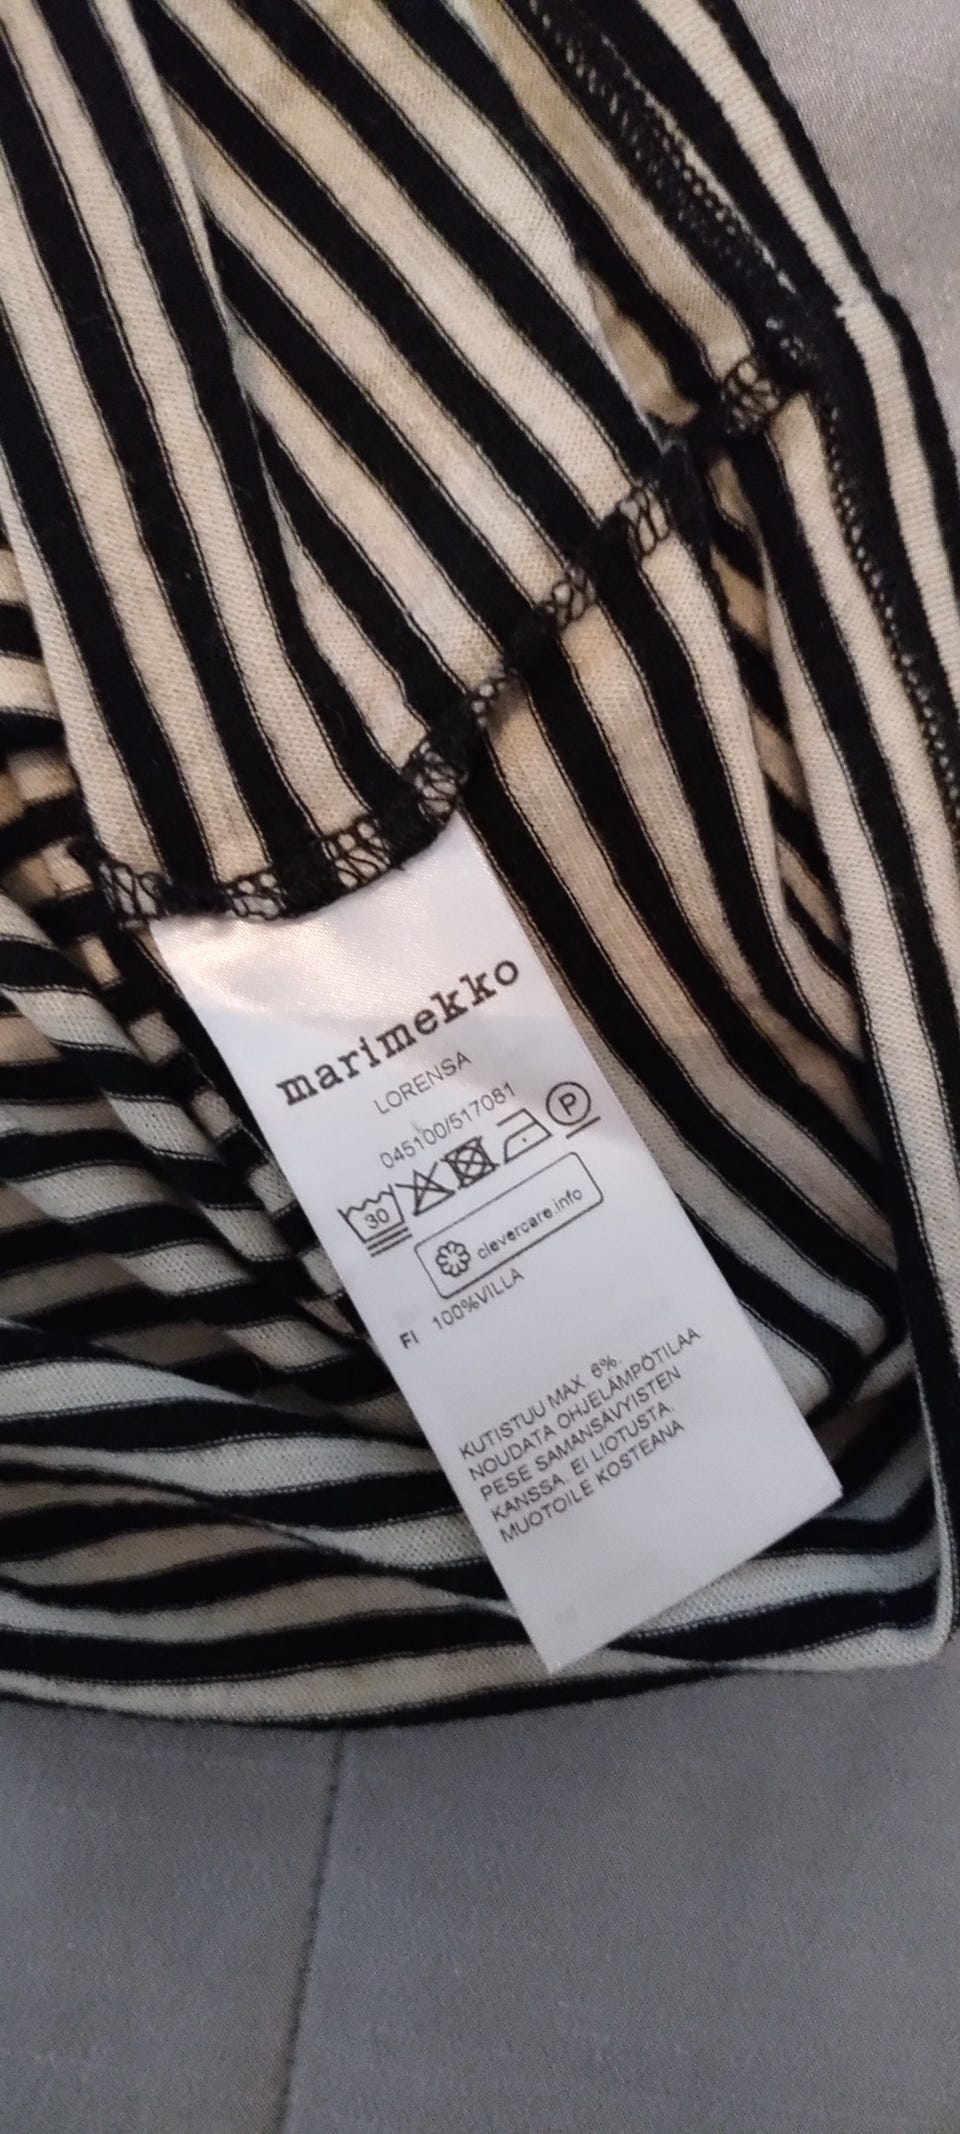 marimekko
LORENSA
045100/517081
30 P
clevercare.info
FI 100%VILLA
KUTISTUU MAX. 6%.
NOUDATA OHJELÄMPÖTILAA.
PESE SAMANSÄVYISTEN
KANSSA. EI LIOTUSTA.
MUOTOILE KOSTEANA